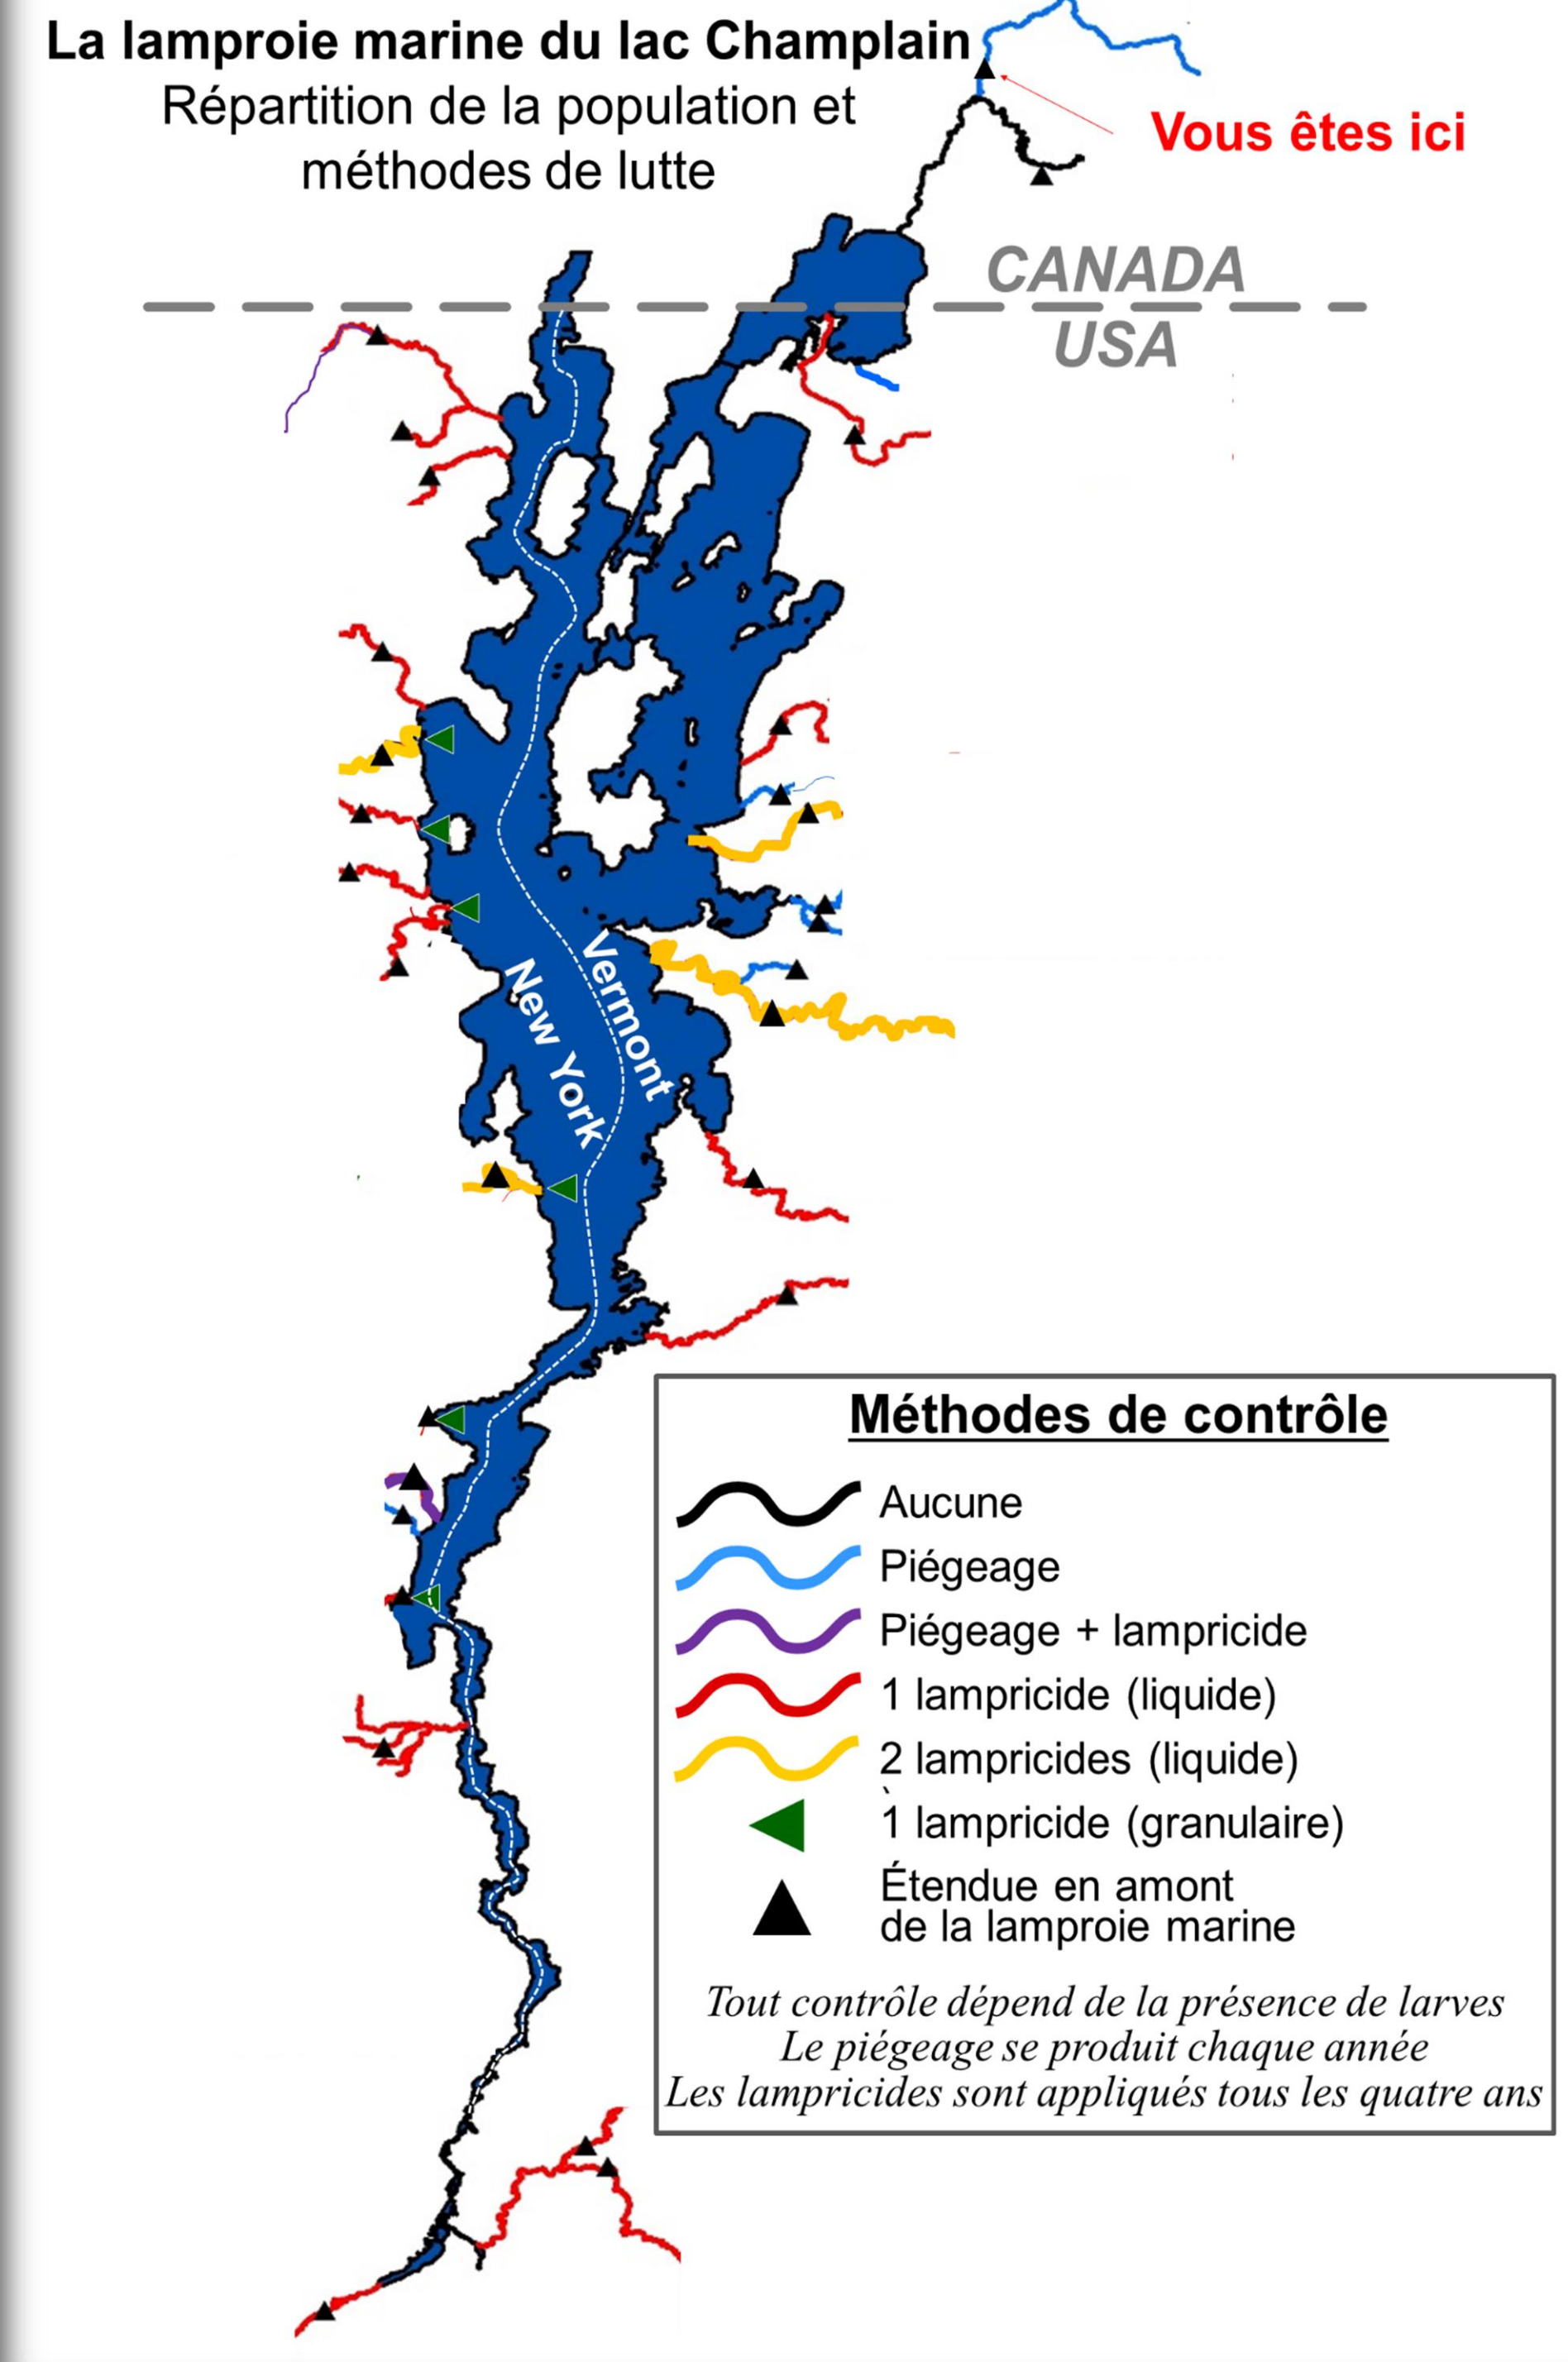 La lamproie marine du lac Champlain
Répartition de la population et
méthodes de lutte
Vous êtes ici
CANADA
USA
Vermont
New York
Méthodes de contrôle
Aucune
Piégeage
Piégeage + lampricide
1 lampricide (liquide)
2 lampricides (liquide)
1 lampricide (granulaire)
Étendue en amont
de la lamproie marine
Tout contrôle dépend de la présence de larves
Le piégeage se produit chaque année
Les lampricides sont appliqués tous les quatre ans